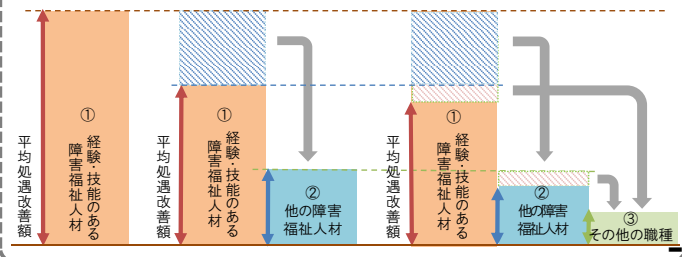 平均処遇改善額
①
経験・技能のある
障害福祉人材
平均処遇改善額
①
経験・技能のある
障害福祉人材
②
他の障害
福祉人材
平均処遇改善額
①
経験・技能のある
障害福祉人材
②
他の障害
福祉人材
③
その他の職種